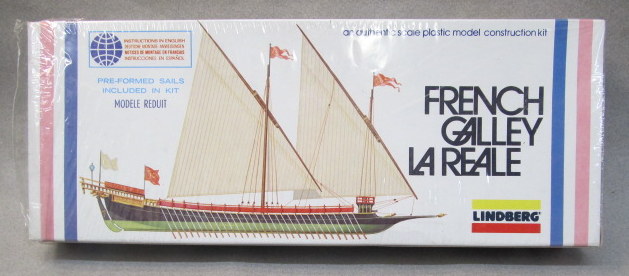 an authentic scale plastic model construction kit
INSTRUCTIONS IN ENGLISH
NOTICES DE MONTAGE EN FRANÇAIS
INSTRUCCIONES EN ESPAÑOL
PRE-FORMED SAILS
INCLUDED IN KIT
MODELE REDUIT
FRENCH
GALLEY
LA REALE
LINDBERG